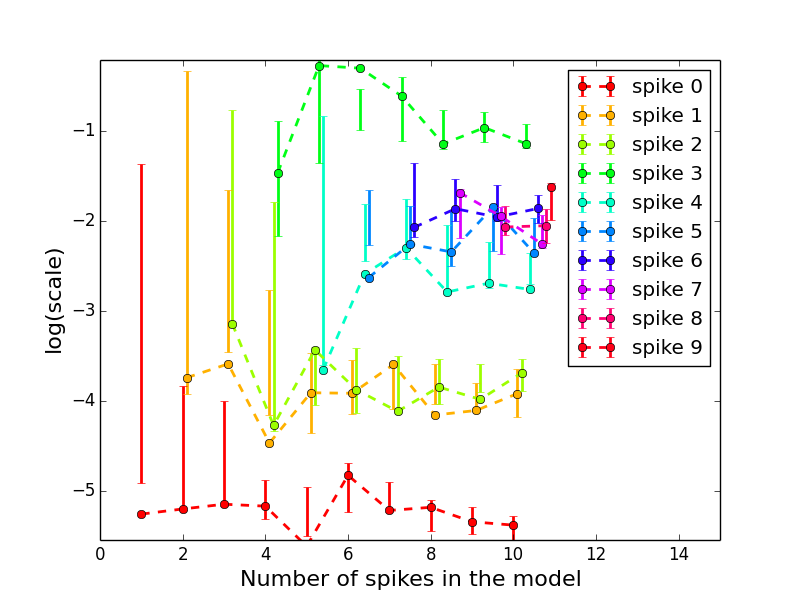 −1
−2
−3
−4
−5
0 2 4 6 8 10 12 14
log(scale)
Number of spikes in the model
spike 0
spike 1
spike 2
spike 3
spike 4
spike 5
spike 6
spike 7
spike 8
spike 9